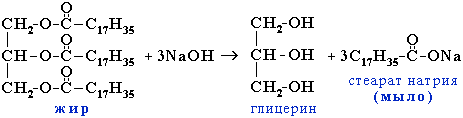 O O
CH₂-O-C-C₁₇H₃₅ CH₂-OH
O O
CH-O-C-C₁₇H₃₅ + 3NaOH → CH-OH + 3C₁₇H₃₅-C-ONa
O
CH₂-O-C-C₁₇H₃₅ CH₂-OH
стеарат натрия
жир глицерин (мыло)